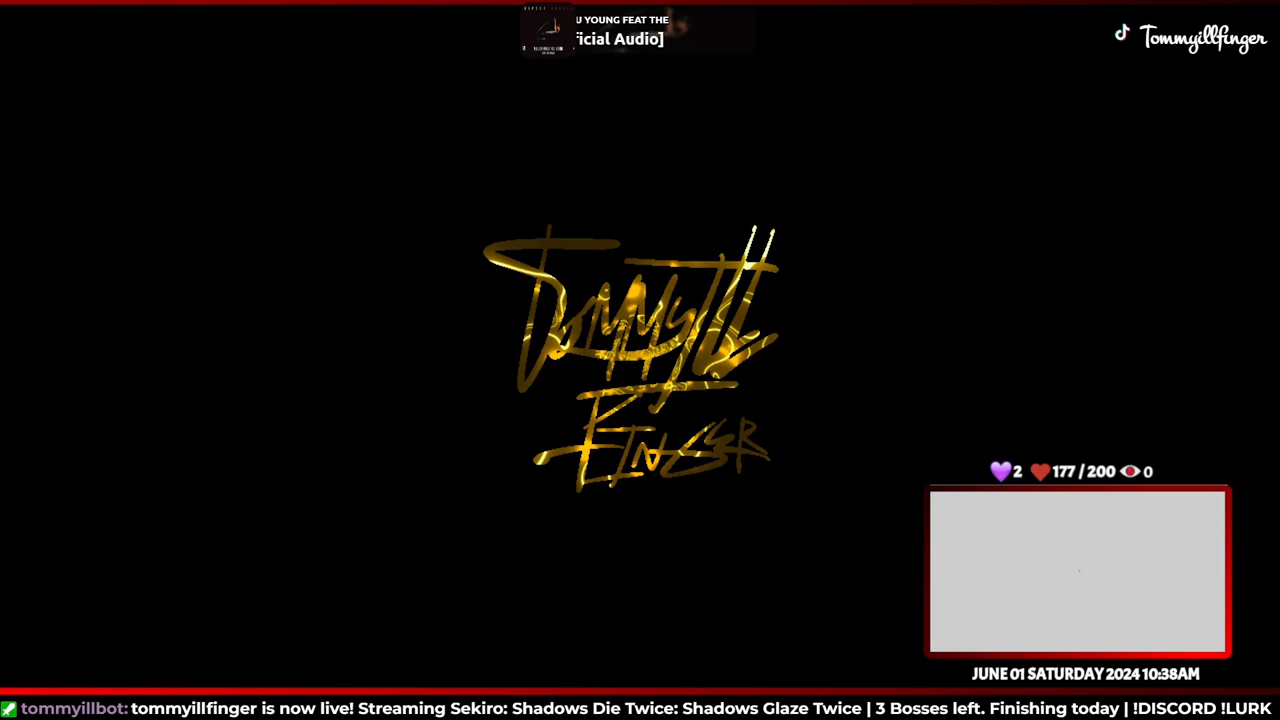 U YOUNG FEAT THE
ficial Audio]
Tommyillfinger
Tommyill
FINGER
2 177 / 200 0
JUNE 01 SATURDAY 2024 10:38AM
tommyillbot: tommyillfinger is now live! Streaming Sekiro: Shadows Die Twice: Shadows Glaze Twice | 3 Bosses left. Finishing today | !DISCORD !LURK